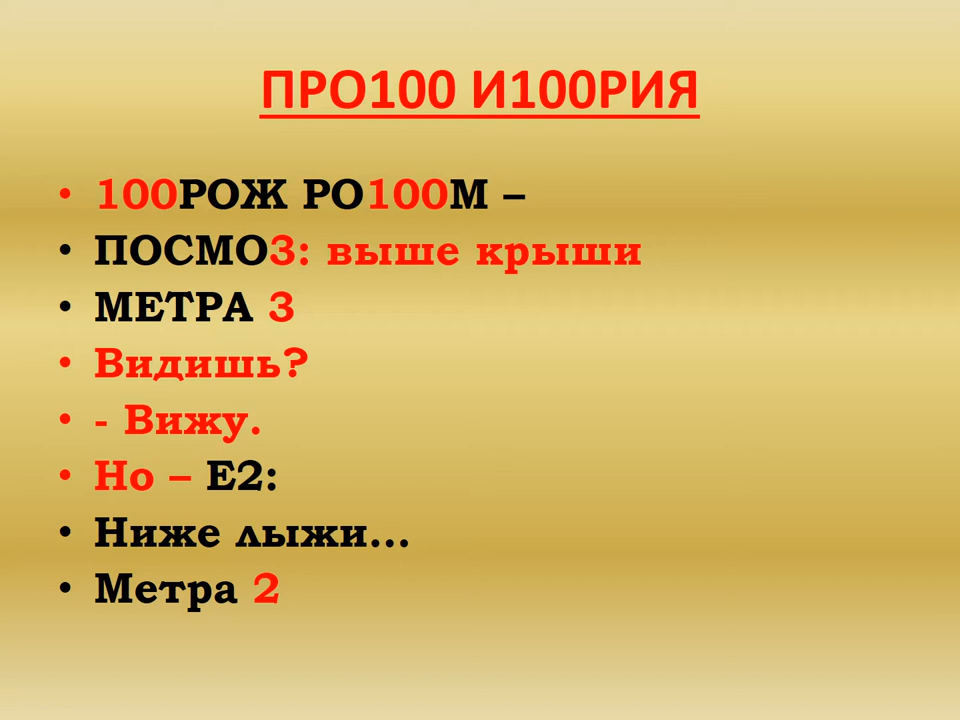 ПРО100 И100РИЯ
• 100РОЖ РО100М –
• ПОСМО3: выше крыши
• МЕТРА 3
• Видишь?
• - Вижу.
• Но – Е2:
• Ниже лыжи...
• Метра 2